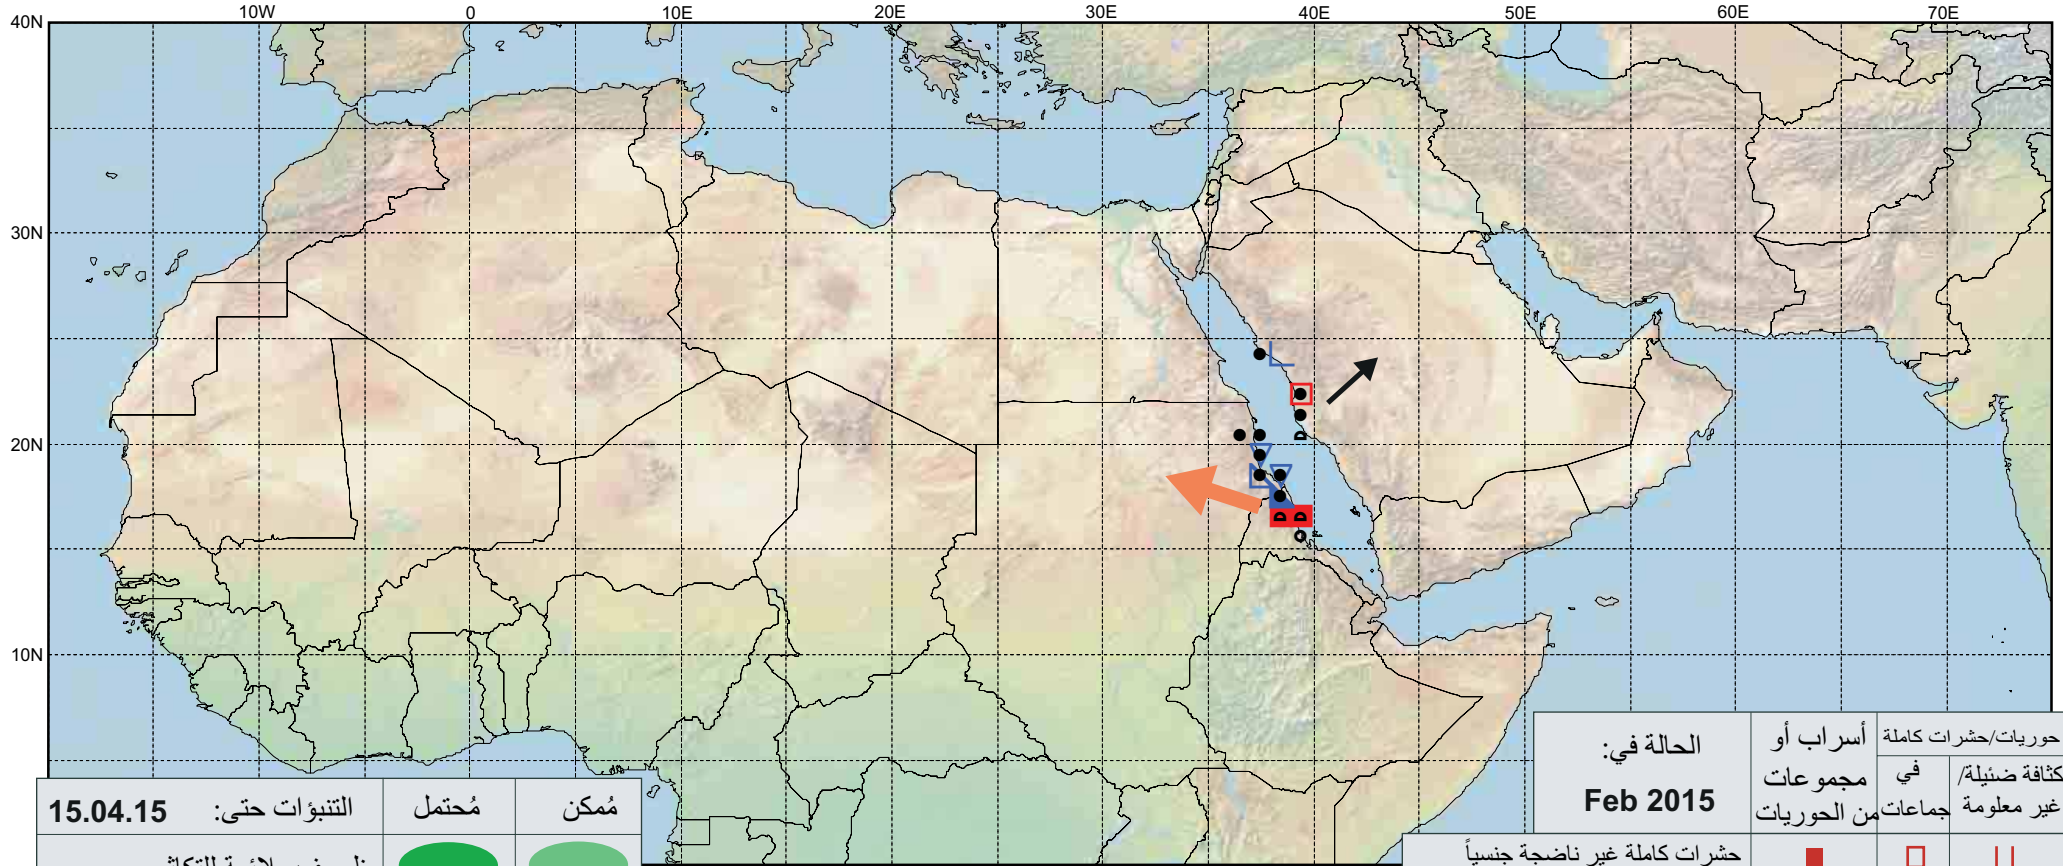 10W 0 10E 20E 30E 40E 50E 60E 70E
40N
30N
20N
10N
D
D D
الحالة في:
Feb 2015
أسراب أو
مجموعات
من الحوريات
حوريات/حشرات كاملة
في
جماعات
كثافة ضئيلة/
غير معلومة
حشرات كاملة غير ناضجة جنسياً
التنبؤات حتى: 15.04.15
مُحتمل
مُمكن